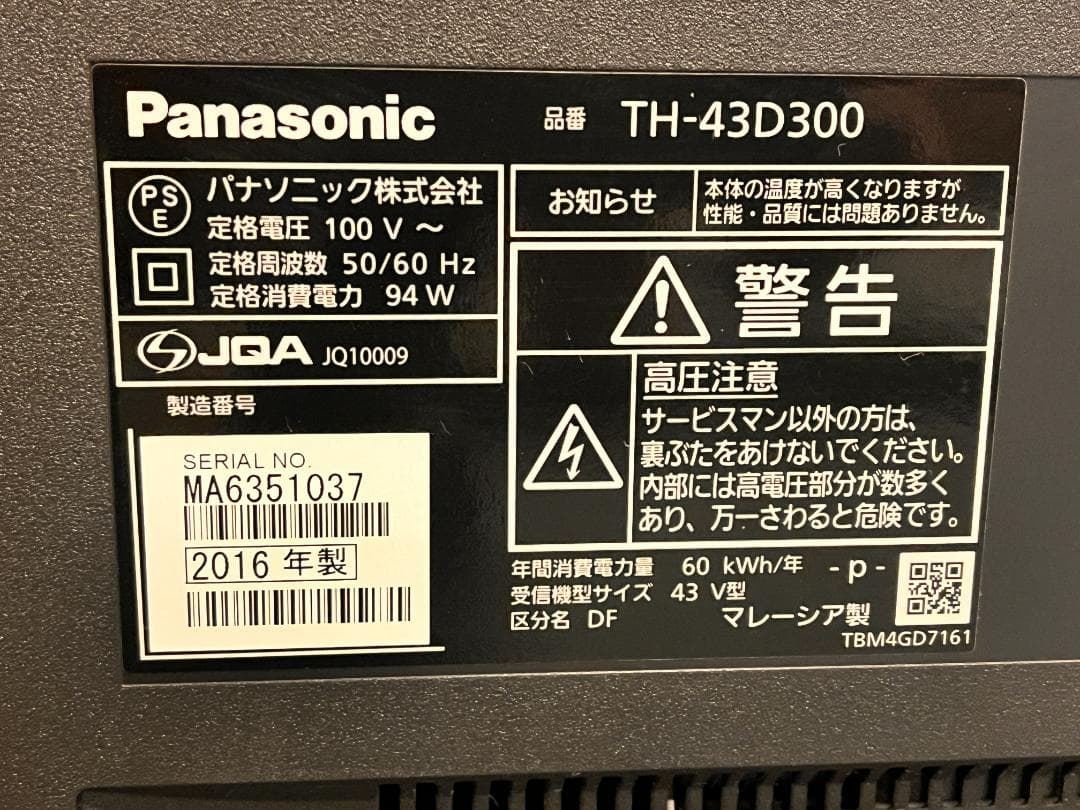 Panasonic
品番 TH-43D300
PS
E
パナソニック株式会社
定格電圧 100 V ～
定格周波数 50/60 Hz
定格消費電力 94 W
JQA JQ10009
製造番号
SERIAL NO.
MA6351037
2016 年製
お知らせ
本体の温度が高くなりますが
性能・品質には問題ありません。
警告
高圧注意
サービスマン以外の方は、
裏ぶたをあけないでください。
内部には高電圧部分が数多く
あり、万一さわると危険です。
年間消費電力量 60 kWh/年 - p -
受信機型サイズ 43 V型
区分名 DF マレーシア製
TBM4GD7161